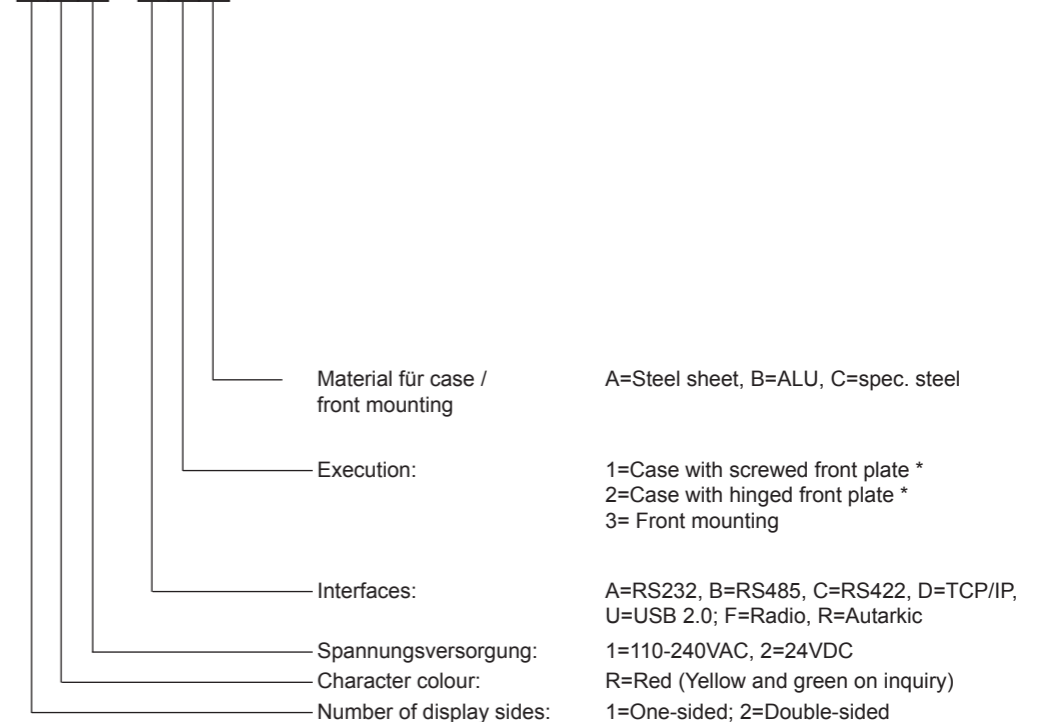 Material für case / A=Steel sheet, B=ALU, C=spec. steel
front mounting
Execution: 1=Case with screwed front plate *
2=Case with hinged front plate *
3= Front mounting
Interfaces: A=RS232, B=RS485, C=RS422, D=TCP/IP,
U=USB 2.0; F=Radio, R=Autarkic
Spannungsversorgung: 1=110-240VAC, 2=24VDC
Character colour: R=Red (Yellow and green on inquiry)
Number of display sides: 1=One-sided; 2=Double-sided